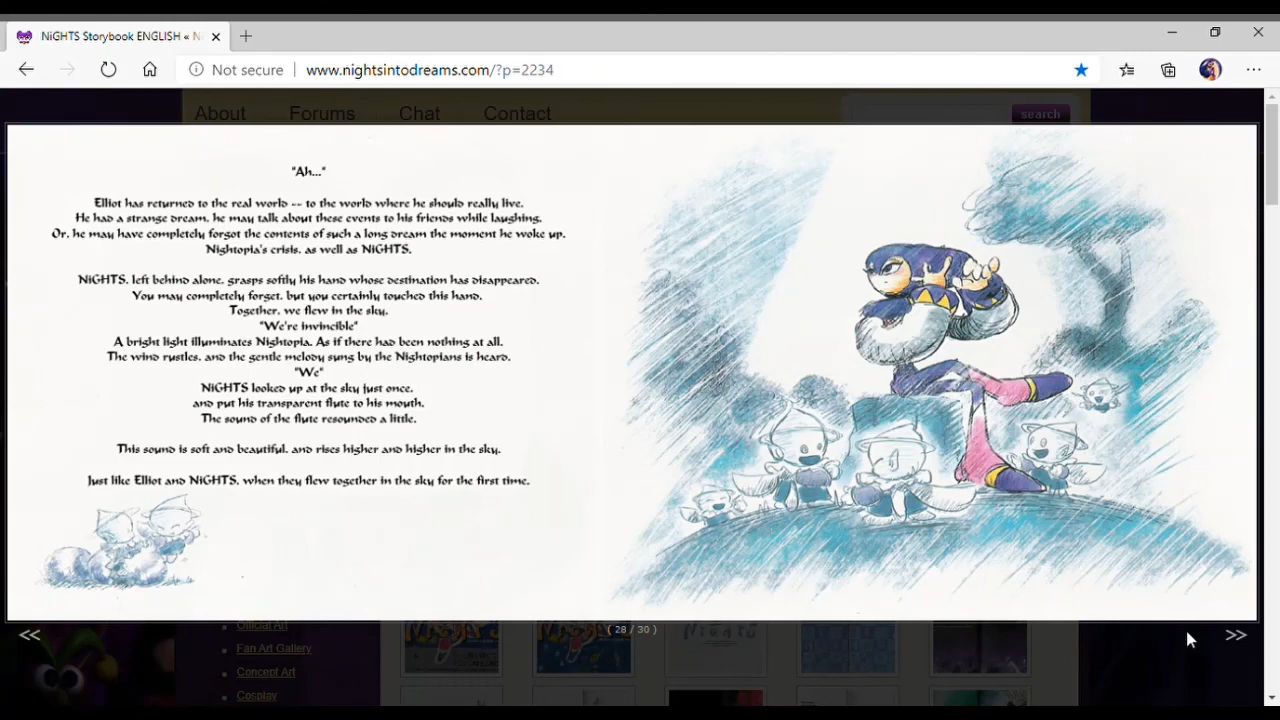 NiGHTS Storybook ENGLISH « N
Not secure
www.nightsintodreams.com/?p=2234
About
Forums
Chat
Contact
search
"Ah..."
Elliot has returned to the real world -- to the world where he should really live.
He had a strange dream, he may talk about these events to his friends while laughing.
Or, he may have completely forgot the contents of such a long dream the moment he woke up.
Nightopia's crisis, as well as NiGHTS.
NiGHTS, left behind alone, grasps softly his hand whose destination has disappeared.
You may completely forget, but you certainly touched this hand.
Together, we flew in the sky.
"We're invincible"
A bright light illuminates Nightopia. As if there had been nothing at all.
The wind rustles, and the gentle melody sung by the Nightopians is heard.
"We"
NiGHTS looked up at the sky just once,
and put his transparent flute to his mouth.
The sound of the flute resounded a little.
This sound is soft and beautiful, and rises higher and higher in the sky.
Just like Elliot and NiGHTS, when they flew together in the sky for the first time.
<<
( 28 / 30 )
>>
Official Art
Fan Art Gallery
Concept Art
Cosplay